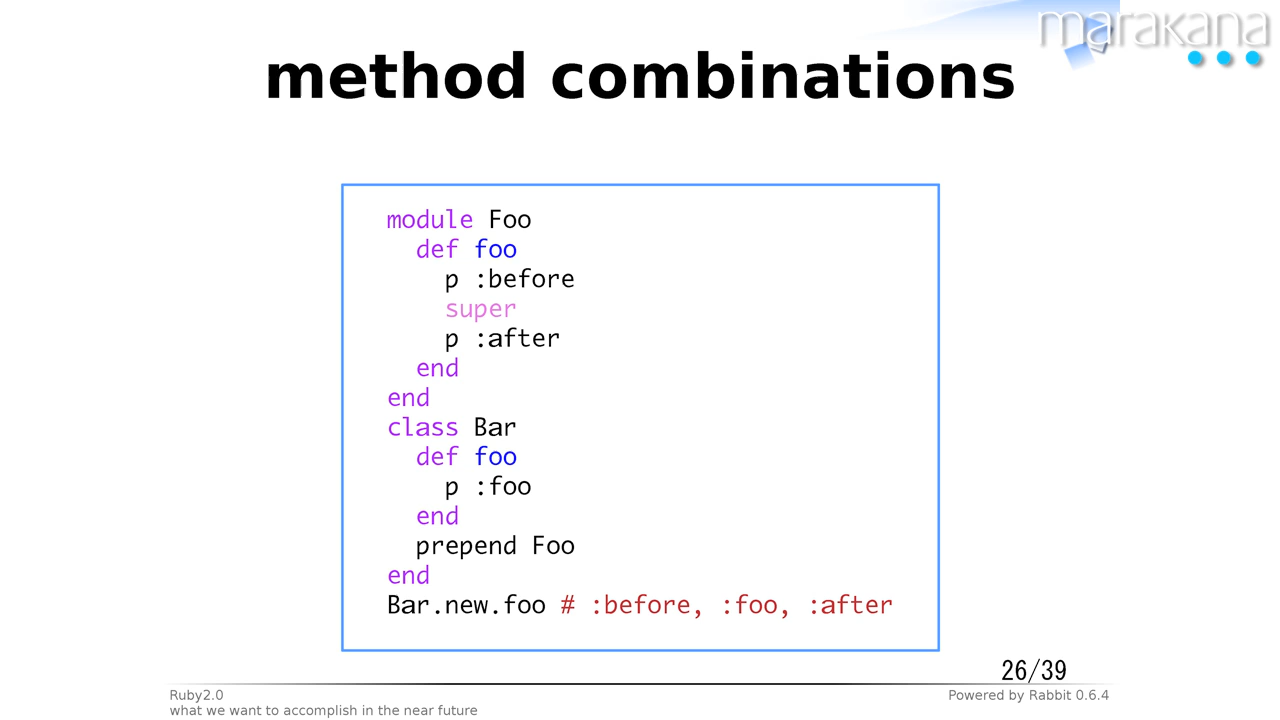 marakana
method combinations
module Foo
  def foo
    p :before
    super
    p :after
  end
end
class Bar
  def foo
    p :foo
  end
  prepend Foo
end
Bar.new.foo # :before, :foo, :after
26/39
Ruby2.0
Powered by Rabbit 0.6.4
what we want to accomplish in the near future